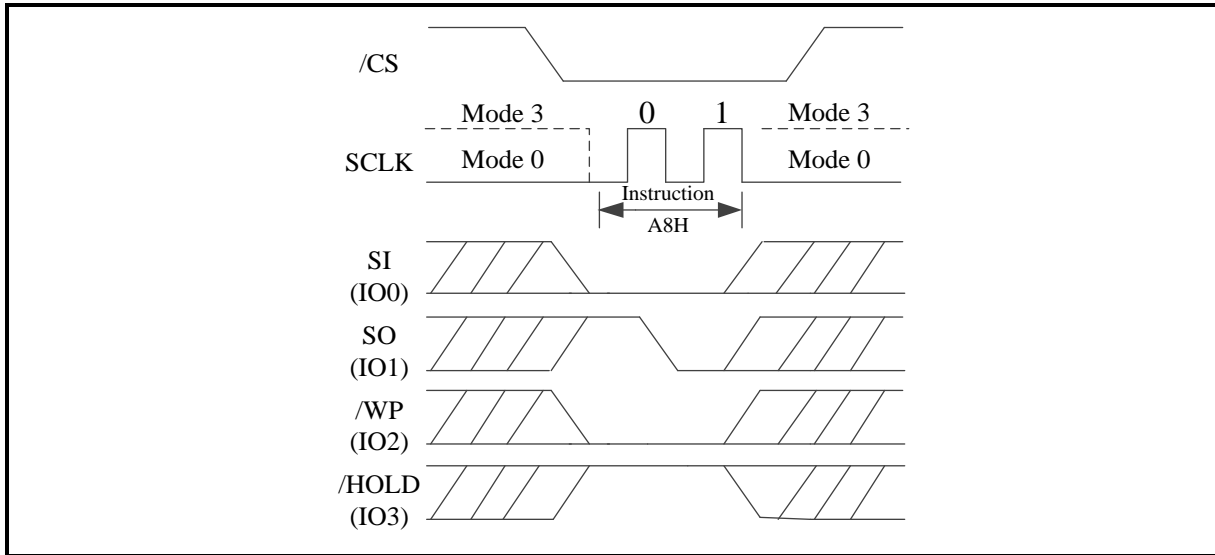 /CS
Mode 3 0 1 Mode 3
SCLK Mode 0 Mode 0
Instruction
A8H
SI
(IO0)
SO
(IO1)
/WP
(IO2)
/HOLD
(IO3)